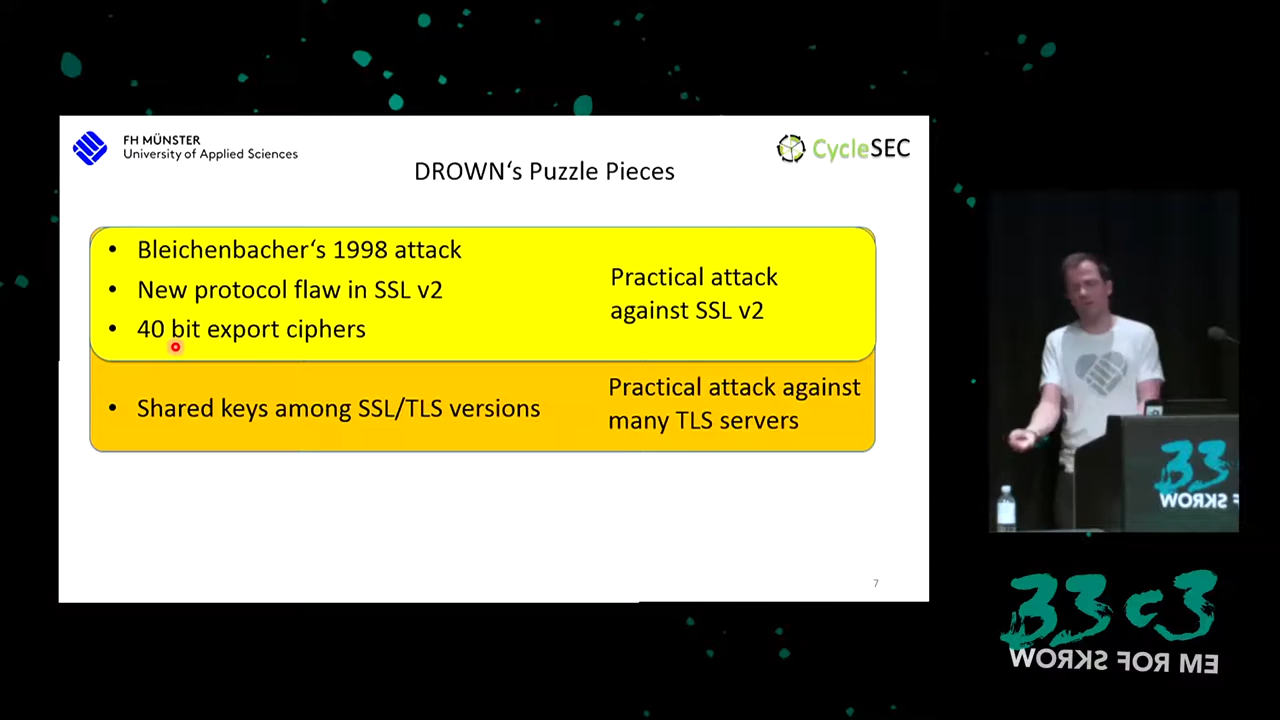 FH MÜNSTER
University of Applied Sciences
CycleSEC
DROWN‘s Puzzle Pieces
• Bleichenbacher‘s 1998 attack
• New protocol flaw in SSL v2
• 40 bit export ciphers
Practical attack
against SSL v2
• Shared keys among SSL/TLS versions
Practical attack against
many TLS servers
7
33
WORKS F
33c3
WORKS FOR ME